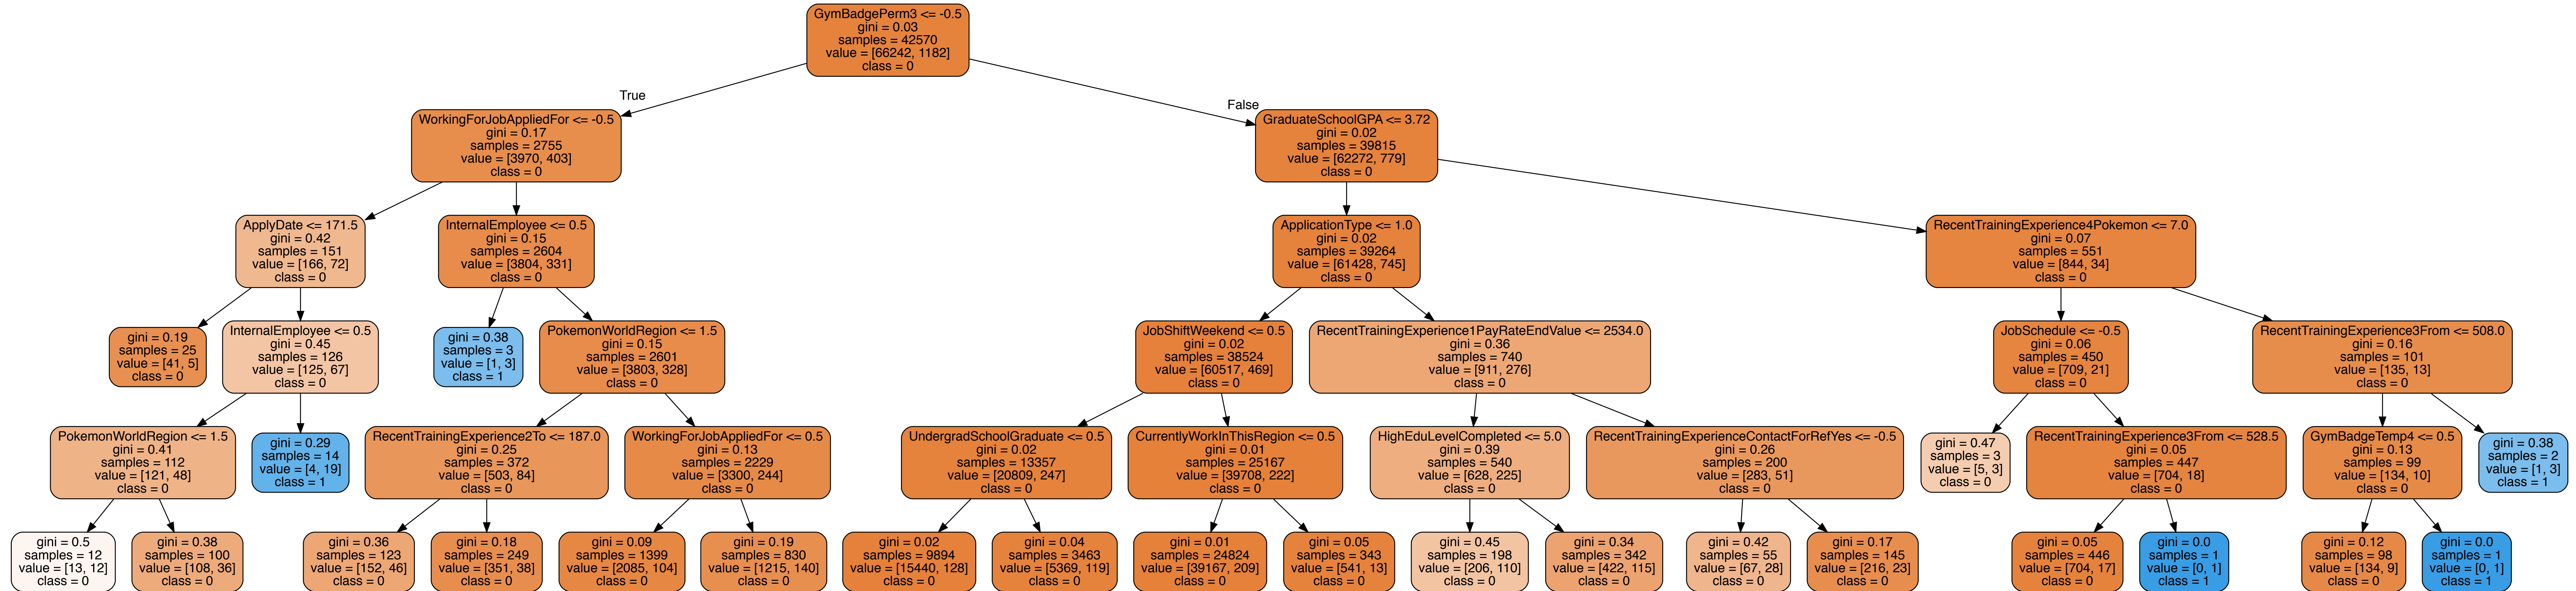 GymBadgePerm3 <= -0.5
gini = 0.03
samples = 42570
value = [66242, 1182]
class = 0
True
False
WorkingForJobAppliedFor <= -0.5
gini = 0.17
samples = 2755
value = [3970, 403]
class = 0
GraduateSchoolGPA <= 3.72
gini = 0.02
samples = 39815
value = [62272, 779]
class = 0
ApplyDate <= 171.5
gini = 0.42
samples = 151
value = [166, 72]
class = 0
InternalEmployee <= 0.5
gini = 0.15
samples = 2604
value = [3804, 331]
class = 0
ApplicationType <= 1.0
gini = 0.02
samples = 39264
value = [61428, 745]
class = 0
RecentTrainingExperience4Pokemon <= 7.0
gini = 0.07
samples = 551
value = [844, 34]
class = 0
gini = 0.19
samples = 25
value = [41, 5]
class = 0
InternalEmployee <= 0.5
gini = 0.45
samples = 126
value = [125, 67]
class = 0
gini = 0.38
samples = 3
value = [1, 3]
class = 1
PokemonWorldRegion <= 1.5
gini = 0.15
samples = 2601
value = [3803, 328]
class = 0
JobShiftWeekend <= 0.5
gini = 0.02
samples = 38524
value = [60517, 469]
class = 0
RecentTrainingExperience1PayRateEndValue <= 2534.0
gini = 0.36
samples = 740
value = [911, 276]
class = 0
JobSchedule <= -0.5
gini = 0.06
samples = 450
value = [709, 21]
class = 0
RecentTrainingExperience3From <= 508.0
gini = 0.16
samples = 101
value = [135, 13]
class = 0
PokemonWorldRegion <= 1.5
gini = 0.41
samples = 112
value = [121, 48]
class = 0
gini = 0.29
samples = 14
value = [4, 19]
class = 1
RecentTrainingExperience2To <= 187.0
gini = 0.25
samples = 372
value = [503, 84]
class = 0
WorkingForJobAppliedFor <= 0.5
gini = 0.13
samples = 2229
value = [3300, 244]
class = 0
UndergradSchoolGraduate <= 0.5
gini = 0.02
samples = 13357
value = [20809, 247]
class = 0
CurrentlyWorkInThisRegion <= 0.5
gini = 0.01
samples = 25167
value = [39708, 222]
class = 0
HighEduLevelCompleted <= 5.0
gini = 0.39
samples = 540
value = [628, 225]
class = 0
RecentTrainingExperienceContactForRefYes <= -0.5
gini = 0.26
samples = 200
value = [283, 51]
class = 0
gini = 0.47
samples = 3
value = [5, 3]
class = 0
RecentTrainingExperience3From <= 528.5
gini = 0.05
samples = 447
value = [704, 18]
class = 0
GymBadgeTemp4 <= 0.5
gini = 0.13
samples = 99
value = [134, 10]
class = 0
gini = 0.38
samples = 2
value = [1, 3]
class = 1
gini = 0.5
samples = 12
value = [13, 12]
class = 0
gini = 0.38
samples = 100
value = [108, 36]
class = 0
gini = 0.36
samples = 123
value = [152, 46]
class = 0
gini = 0.18
samples = 249
value = [351, 38]
class = 0
gini = 0.09
samples = 1399
value = [2085, 104]
class = 0
gini = 0.19
samples = 830
value = [1215, 140]
class = 0
gini = 0.02
samples = 9894
value = [15440, 128]
class = 0
gini = 0.04
samples = 3463
value = [5369, 119]
class = 0
gini = 0.01
samples = 24824
value = [39167, 209]
class = 0
gini = 0.05
samples = 343
value = [541, 13]
class = 0
gini = 0.45
samples = 198
value = [206, 110]
class = 0
gini = 0.34
samples = 342
value = [422, 115]
class = 0
gini = 0.42
samples = 55
value = [67, 28]
class = 0
gini = 0.17
samples = 145
value = [216, 23]
class = 0
gini = 0.05
samples = 446
value = [704, 17]
class = 0
gini = 0.0
samples = 1
value = [0, 1]
class = 1
gini = 0.12
samples = 98
value = [134, 9]
class = 0
gini = 0.0
samples = 1
value = [0, 1]
class = 1